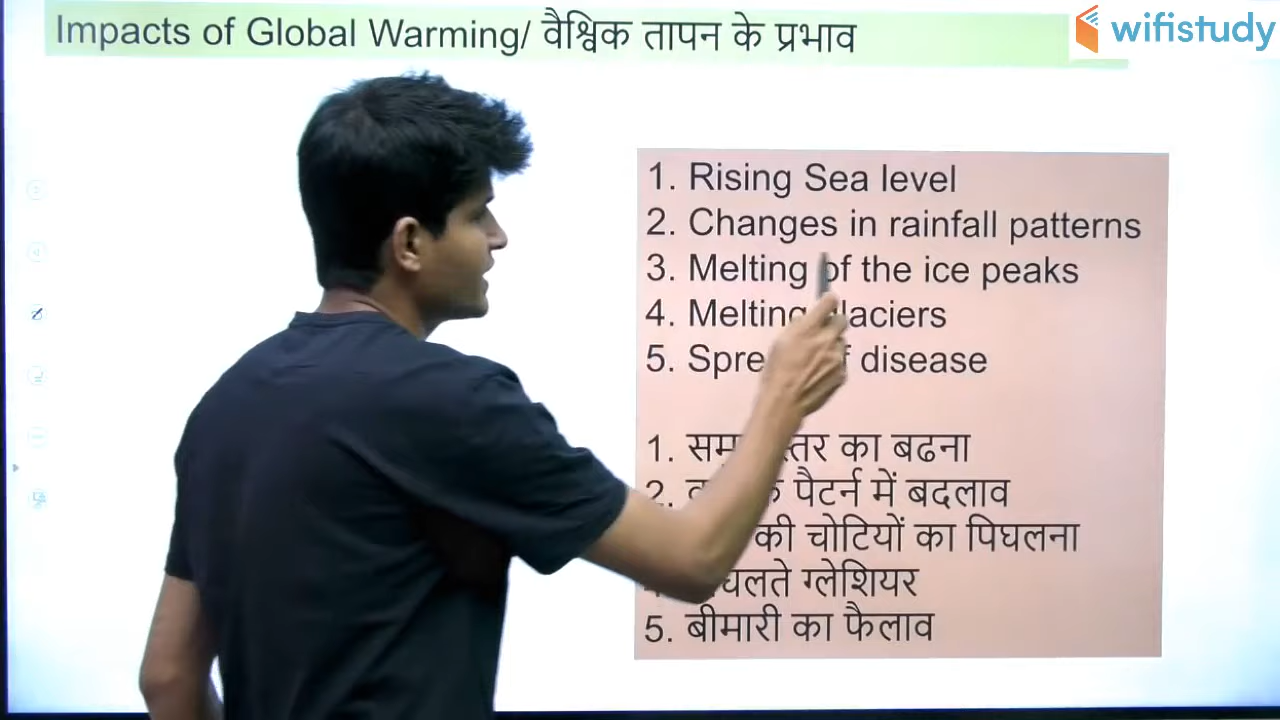 Impacts of Global Warming/ वैश्विक तापन के प्रभाव
wifistudy
1. Rising Sea level
2. Changes in rainfall patterns
3. Melting of the ice peaks
4. Melting
5. disease
1. का बढना
2. पैटर्न में बदलाव
की चोटियों का पिघलना
ग्लेशियर
5. बीमारी का फैलाव